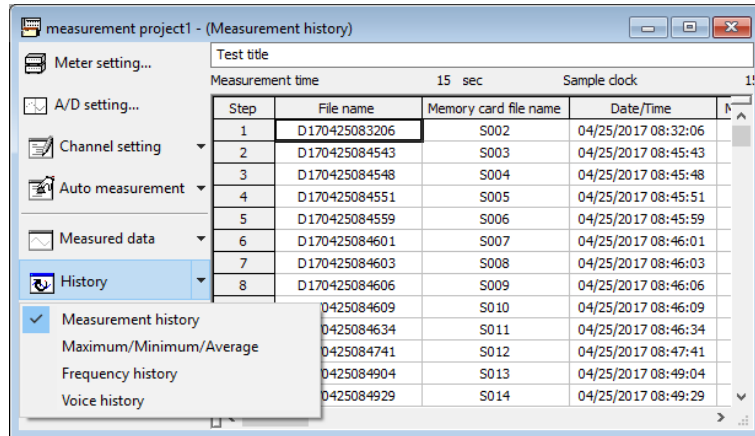 measurement project1 - (Measurement history)
Meter setting...
A/D setting...
Channel setting
Auto measurement
Measured data
History
Test title
Measurement time 15 sec Sample clock
Step File name Memory card file name Date/Time
1 D170425083206 S002 04/25/2017 08:32:06
2 D170425084543 S003 04/25/2017 08:45:43
3 D170425084548 S004 04/25/2017 08:45:48
4 D170425084551 S005 04/25/2017 08:45:51
5 D170425084559 S006 04/25/2017 08:45:59
6 D170425084601 S007 04/25/2017 08:46:01
7 D170425084603 S008 04/25/2017 08:46:03
8 D170425084606 S009 04/25/2017 08:46:06
0425084609 S010 04/25/2017 08:46:09
0425084634 S011 04/25/2017 08:46:34
0425084741 S012 04/25/2017 08:47:41
0425084904 S013 04/25/2017 08:49:04
0425084929 S014 04/25/2017 08:49:29
Measurement history
Maximum/Minimum/Average
Frequency history
Voice history